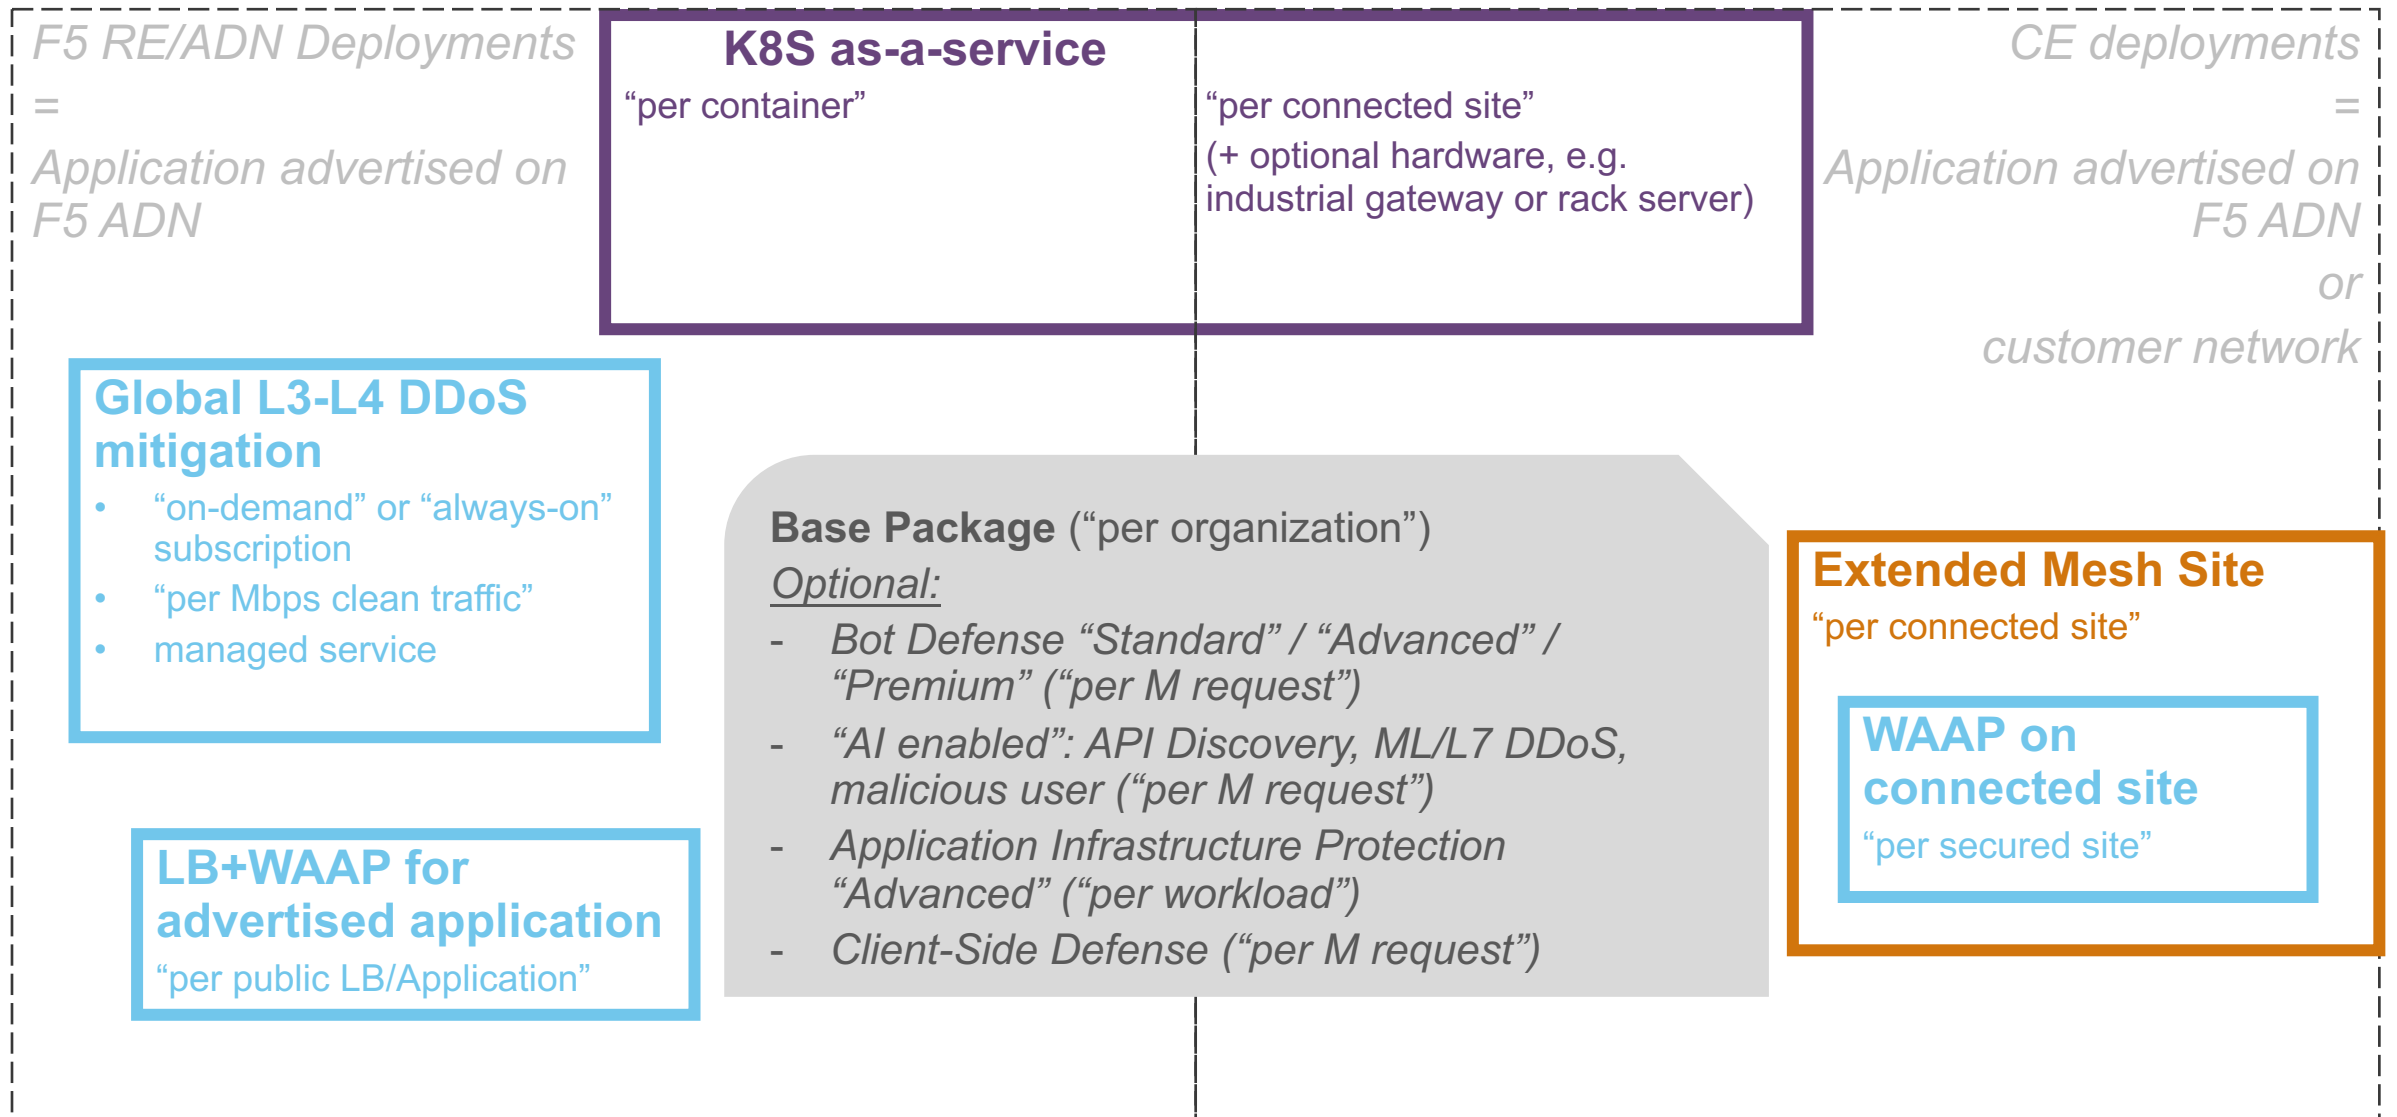 F5 RE/ADN Deployments
=
Application advertised on
F5 ADN
K8S as-a-service
“per container”
“per connected site”
(+ optional hardware, e.g.
industrial gateway or rack server)
CE deployments
=
Application advertised on
F5 ADN
or
customer network
Global L3-L4 DDoS
mitigation
• “on-demand” or “always-on”
subscription
• “per Mbps clean traffic”
• managed service
LB+WAAP for
advertised application
“per public LB/Application”
Base Package (“per organization”)
Optional:
- Bot Defense “Standard” / “Advanced” /
“Premium” (“per M request”)
- “AI enabled”: API Discovery, ML/L7 DDoS,
malicious user (“per M request”)
- Application Infrastructure Protection
“Advanced” (“per workload”)
- Client-Side Defense (“per M request”)
Extended Mesh Site
“per connected site”
WAAP on
connected site
“per secured site”